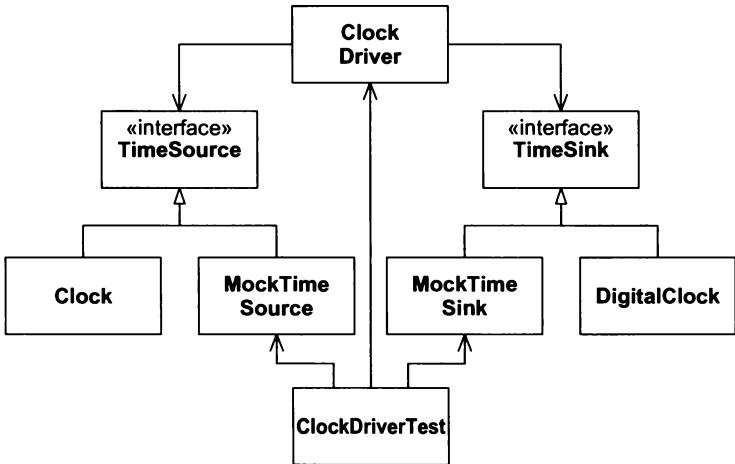 Clock
Driver
«interface»
TimeSource
«interface»
TimeSink
Clock
MockTime
Source
MockTime
Sink
DigitalClock
ClockDriverTest